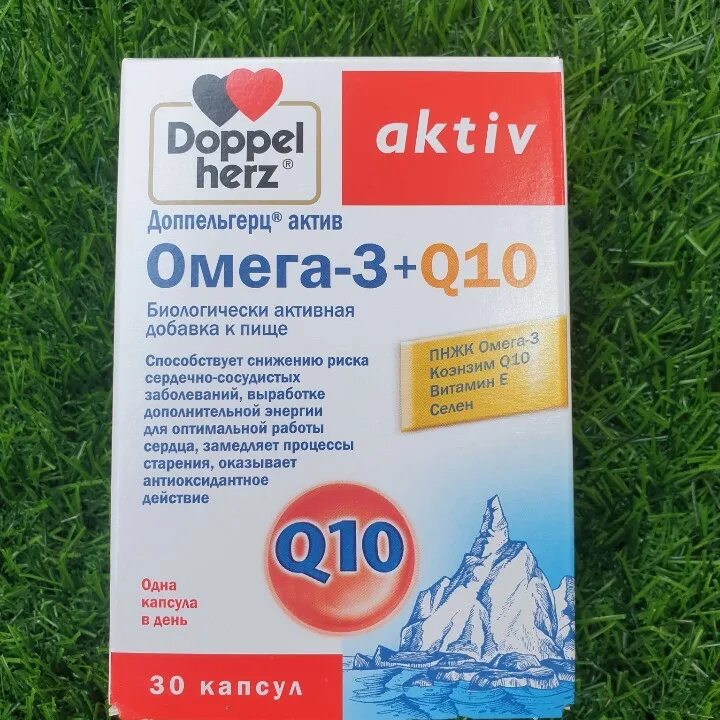 Doppel
herz®
aktiv
Доппельгерц® актив
Омега-3+Q10
Биологически активная
добавка к пище
ПНЖК Омега-3
Коэнзим Q10
Витамин Е
Селен
Способствует снижению риска
сердечно-сосудистых
заболеваний, выработке
дополнительной энергии
для оптимальной работы
сердца, замедляет процессы
старения, оказывает
антиоксидантное
действие
Q10
Одна
капсула
в день
30 капсул